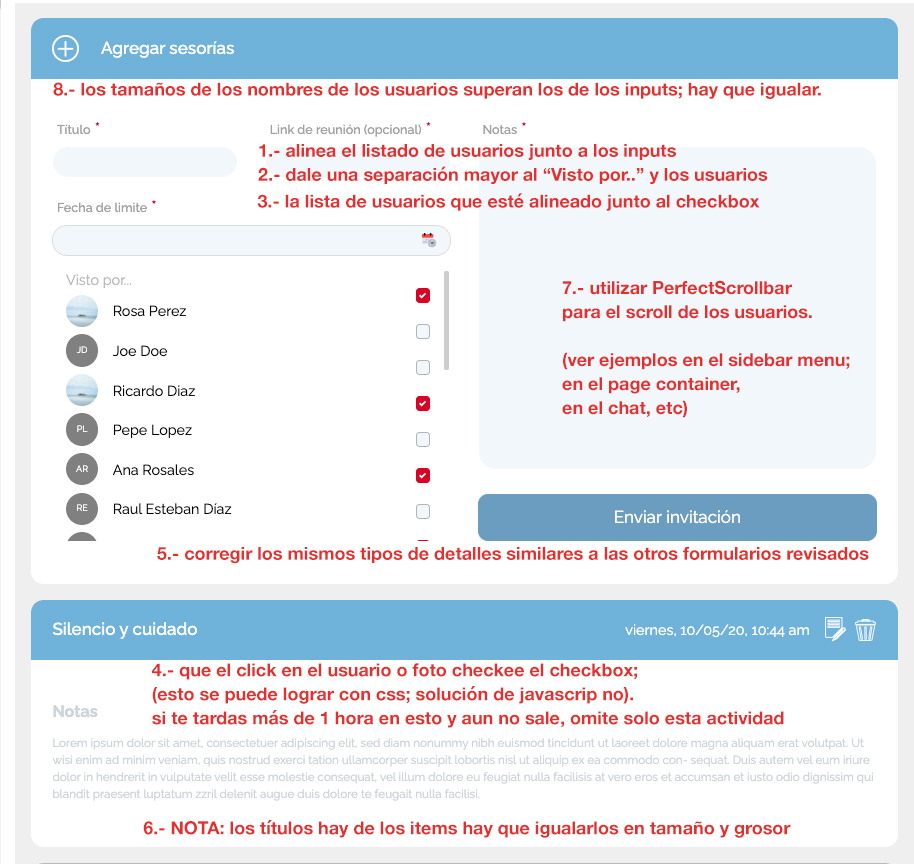 Agregar sesorías
8.- los tamaños de los nombres de los usuarios superan los de los inputs; hay que igualar.
Título *
Link de reunión (opcional) *
Notas *
1.- alinea el listado de usuarios junto a los inputs
2.- dale una separación mayor al “Visto por..” y los usuarios
3.- la lista de usuarios que esté alineado junto al checkbox
Fecha de limite *
Visto por...
Rosa Perez
JD Joe Doe
Ricardo Diaz
PL Pepe Lopez
AR Ana Rosales
RE Raul Esteban Díaz
7.- utilizar PerfectScrollbar
para el scroll de los usuarios.
(ver ejemplos en el sidebar menu;
en el page container,
en el chat, etc)
Enviar invitación
5.- corregir los mismos tipos de detalles similares a las otros formularios revisados
Silencio y cuidado
viernes, 10/05/20, 10:44 am
4.- que el click en el usuario o foto checkee el checkbox;
(esto se puede lograr con css; solución de javascrip no).
si te tardas más de 1 hora en esto y aun no sale, omite solo esta actividad
Notas
Lorem ipsum dolor sit amet, consectetuer adipiscing elit, sed diam nonummy nibh euismod tincidunt ut laoreet dolore magna aliquam erat volutpat. Ut
wisi enim ad minim veniam, quis nostrud exerci tation ullamcorper suscipit lobortis nisl ut aliquip ex ea commodo con- sequat. Duis autem vel eum iriure
dolor in hendrerit in vulputate velit esse molestie consequat, vel illum dolore eu feugiat nulla facilisis at vero eros et accumsan et iusto odio dignissim qui
blandit praesent luptatum zzril delenit augue duis dolore te feugait nulla facilisi.
6.- NOTA: los títulos hay de los items hay que igualarlos en tamaño y grosor